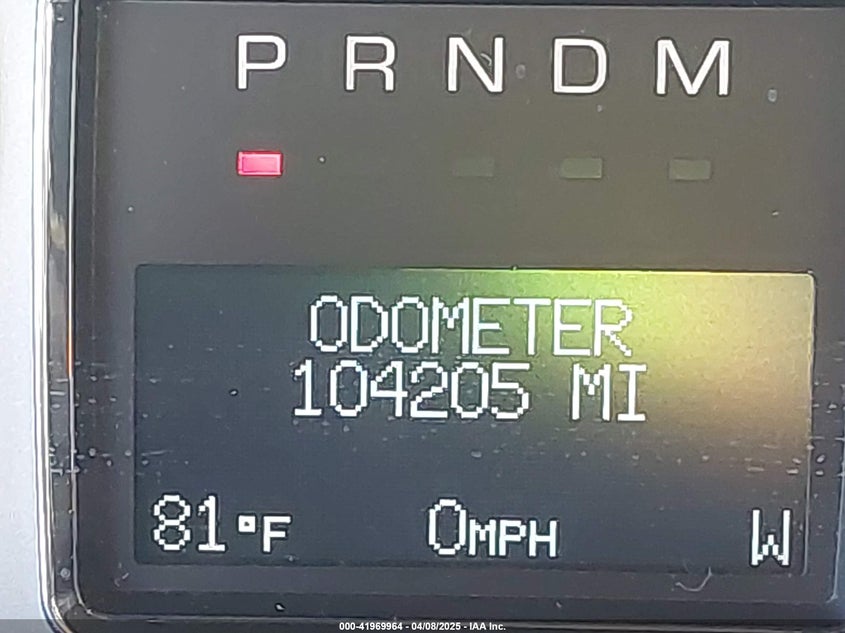 P R N D M
ODOMETER
104205 MI
81°F 0MPH W
000-41969964 - 04/08/2025 - IAA Inc.